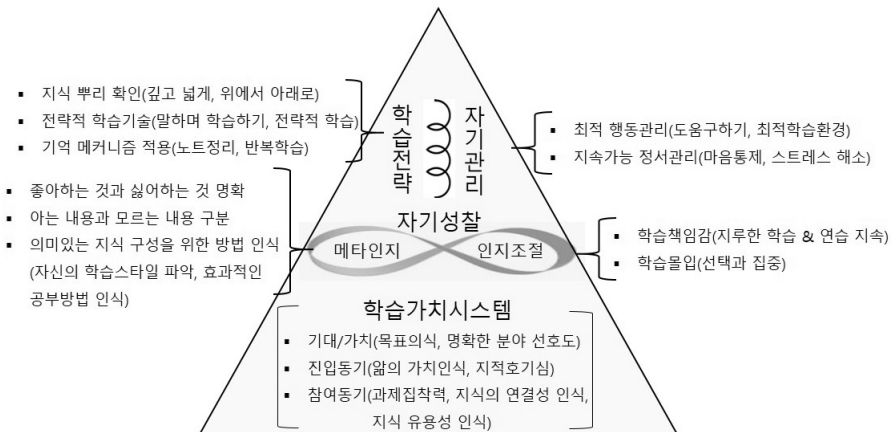 ▪ 지식 뿌리 확인(깊고 넓게, 위에서 아래로)
▪ 전략적 학습기술(말하며 학습하기, 전략적 학습)
▪ 기억 메커니즘 적용(노트정리, 반복학습)
학습전략
자기관리
▪ 최적 행동관리(도움구하기, 최적학습환경)
▪ 지속가능 정서관리(마음통제, 스트레스 해소)
▪ 좋아하는 것과 싫어하는 것 명확
▪ 아는 내용과 모르는 내용 구분
▪ 의미있는 지식 구성을 위한 방법 인식
(자신의 학습스타일 파악, 효과적인
공부방법 인식)
자기성찰
메타인지
인지조절
▪ 학습책임감(지루한 학습 & 연습 지속)
▪ 학습몰입(선택과 집중)
학습가치시스템
▪ 기대/가치(목표의식, 명확한 분야 선호도)
▪ 진입동기(앎의 가치인식, 지적호기심)
▪ 참여동기(과제집착력, 지식의 연결성 인식,
지식 유용성 인식)